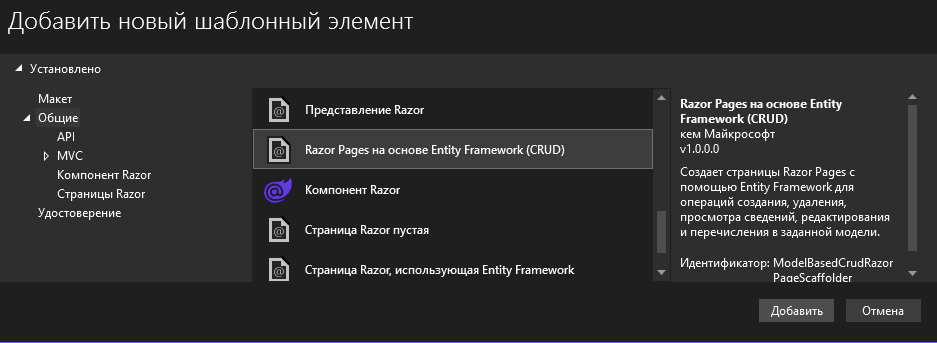 Добавить новый шаблонный элемент
Установлено
Макет
Общие
API
MVC
Компонент Razor
Страницы Razor
Удостоверение
Представление Razor
Razor Pages на основе Entity Framework (CRUD)
Компонент Razor
Страница Razor пустая
Страница Razor, использующая Entity Framework
Razor Pages на основе Entity
Framework (CRUD)
кем Майкрософт
v1.0.0.0
Создает страницы Razor Pages с
помощью Entity Framework для
операций создания, удаления,
просмотра сведений, редактирования
и перечисления в заданной модели.
Идентификатор: ModelBasedCrudRazor
PageScaffolder
Добавить
Отмена